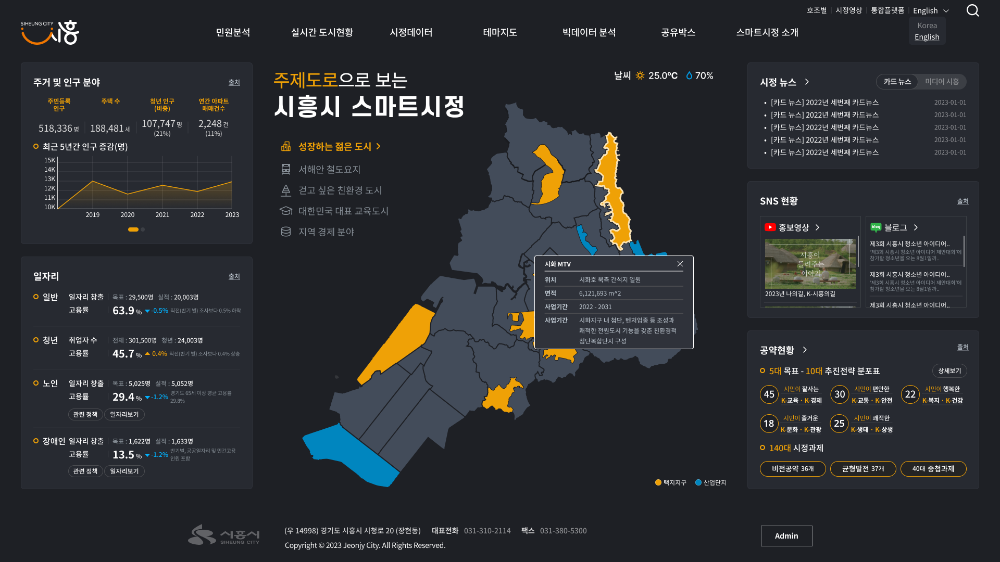 호조별 시정영상 통합플랫폼 English
Korea
English
SIHEUNG CITY
시흥
민원분석 실시간 도시현황 시정데이터 테마지도 빅데이터 분석 공유박스 스마트시정 소개
주거 및 인구 분야 출처
주민등록 인구 주택 수 청년 인구 (비중) 연간 아파트 매매건수
518,336 명 188,481 세 107,747 명 (21%) 2,248 건 (11%)
최근 5년간 인구 증감(명)
15K
14K
13K
12K
11K
10K
2019 2020 2021 2022 2023
일자리 출처
일반 일자리 창출 목표 : 29,500명 실적 : 20,003명
고용률 63.9 % -0.5% 직전(반기 별) 조사보다 0.5% 하락
청년 취업자 수 전체 : 301,500명 청년 : 24,003명
고용률 45.7 % 0.4% 직전(반기 별) 조사보다 0.4% 상승
노인 일자리 창출 목표 : 5,025명 실적 : 5,052명
고용률 29.4 % -1.2% 경기도 65세 이상 평균 고용률
29.8%
관련 정책 일자리보기
장애인 일자리 창출 목표 : 1,622명 실적 : 1,633명
고용률 13.5 % -1.2% 반기별, 공공일자리 및 민간고용
인원 포함
관련 정책 일자리보기
주제도로으로 보는
시흥시 스마트시정
날씨 25.0℃ 70%
성장하는 젊은 도시
서해안 철도요지
걷고 싶은 친환경 도시
대한민국 대표 교육도시
지역 경제 분야
시화 MTV
위치 시화호 북측 간석지 일원
면적 6,121,693 m^2
사업기간 2022 - 2031
사업기간 시화지구 내 첨단, 벤처업종 등 조성과
쾌적한 전원도시 기능을 갖춘 친환경적
첨단복합단지 구성
택지지구 산업단지
시정 뉴스 카드 뉴스 미디어 시흥
• [카드 뉴스] 2022년 세번째 카드뉴스 2023-01-01
• [카드 뉴스] 2022년 세번째 카드뉴스 2023-01-01
• [카드 뉴스] 2022년 세번째 카드뉴스 2023-01-01
• [카드 뉴스] 2022년 세번째 카드뉴스 2023-01-01
• [카드 뉴스] 2022년 세번째 카드뉴스 2023-01-01
SNS 현황 출처
홍보영상
시흥이
들려주는
이야기
2023년 나의길, K-시흥의길
blog 블로그
제3회 시흥시 청소년 아이디어..
'제3회 시흥시 청소년 아이디어 제안대회'에
참가할 청소년을 오는 8월1일까..
제3회 시흥시 청소년 아이디어..
'제3회 시흥시 청소년 아이디어 제안대회'에
참가할 청소년을 오는 8월1일까..
제3회 시흥시 청소년 아이디어..
공약현황 출처
5대 목표 - 10대 추진전략 분포표 상세보기
45 시민이 잘사는 K-교육 · K-경제
30 시민이 편안한 K-교통 · K-안전
22 시민이 행복한 K-복지 · K-건강
18 시민이 즐거운 K-문화 · K-관광
25 시민이 쾌적한 K-생태 · K-상생
140대 시정과제
비전공약 36개 균형발전 37개 40대 중첩과제
시흥시
SIHEUNG CITY
(우 14998) 경기도 시흥시 시청로 20 (장현동) 대표전화 031-310-2114 팩스 031-380-5300
Copyright © 2023 Jeonjy City. All Rights Reserved.
Admin